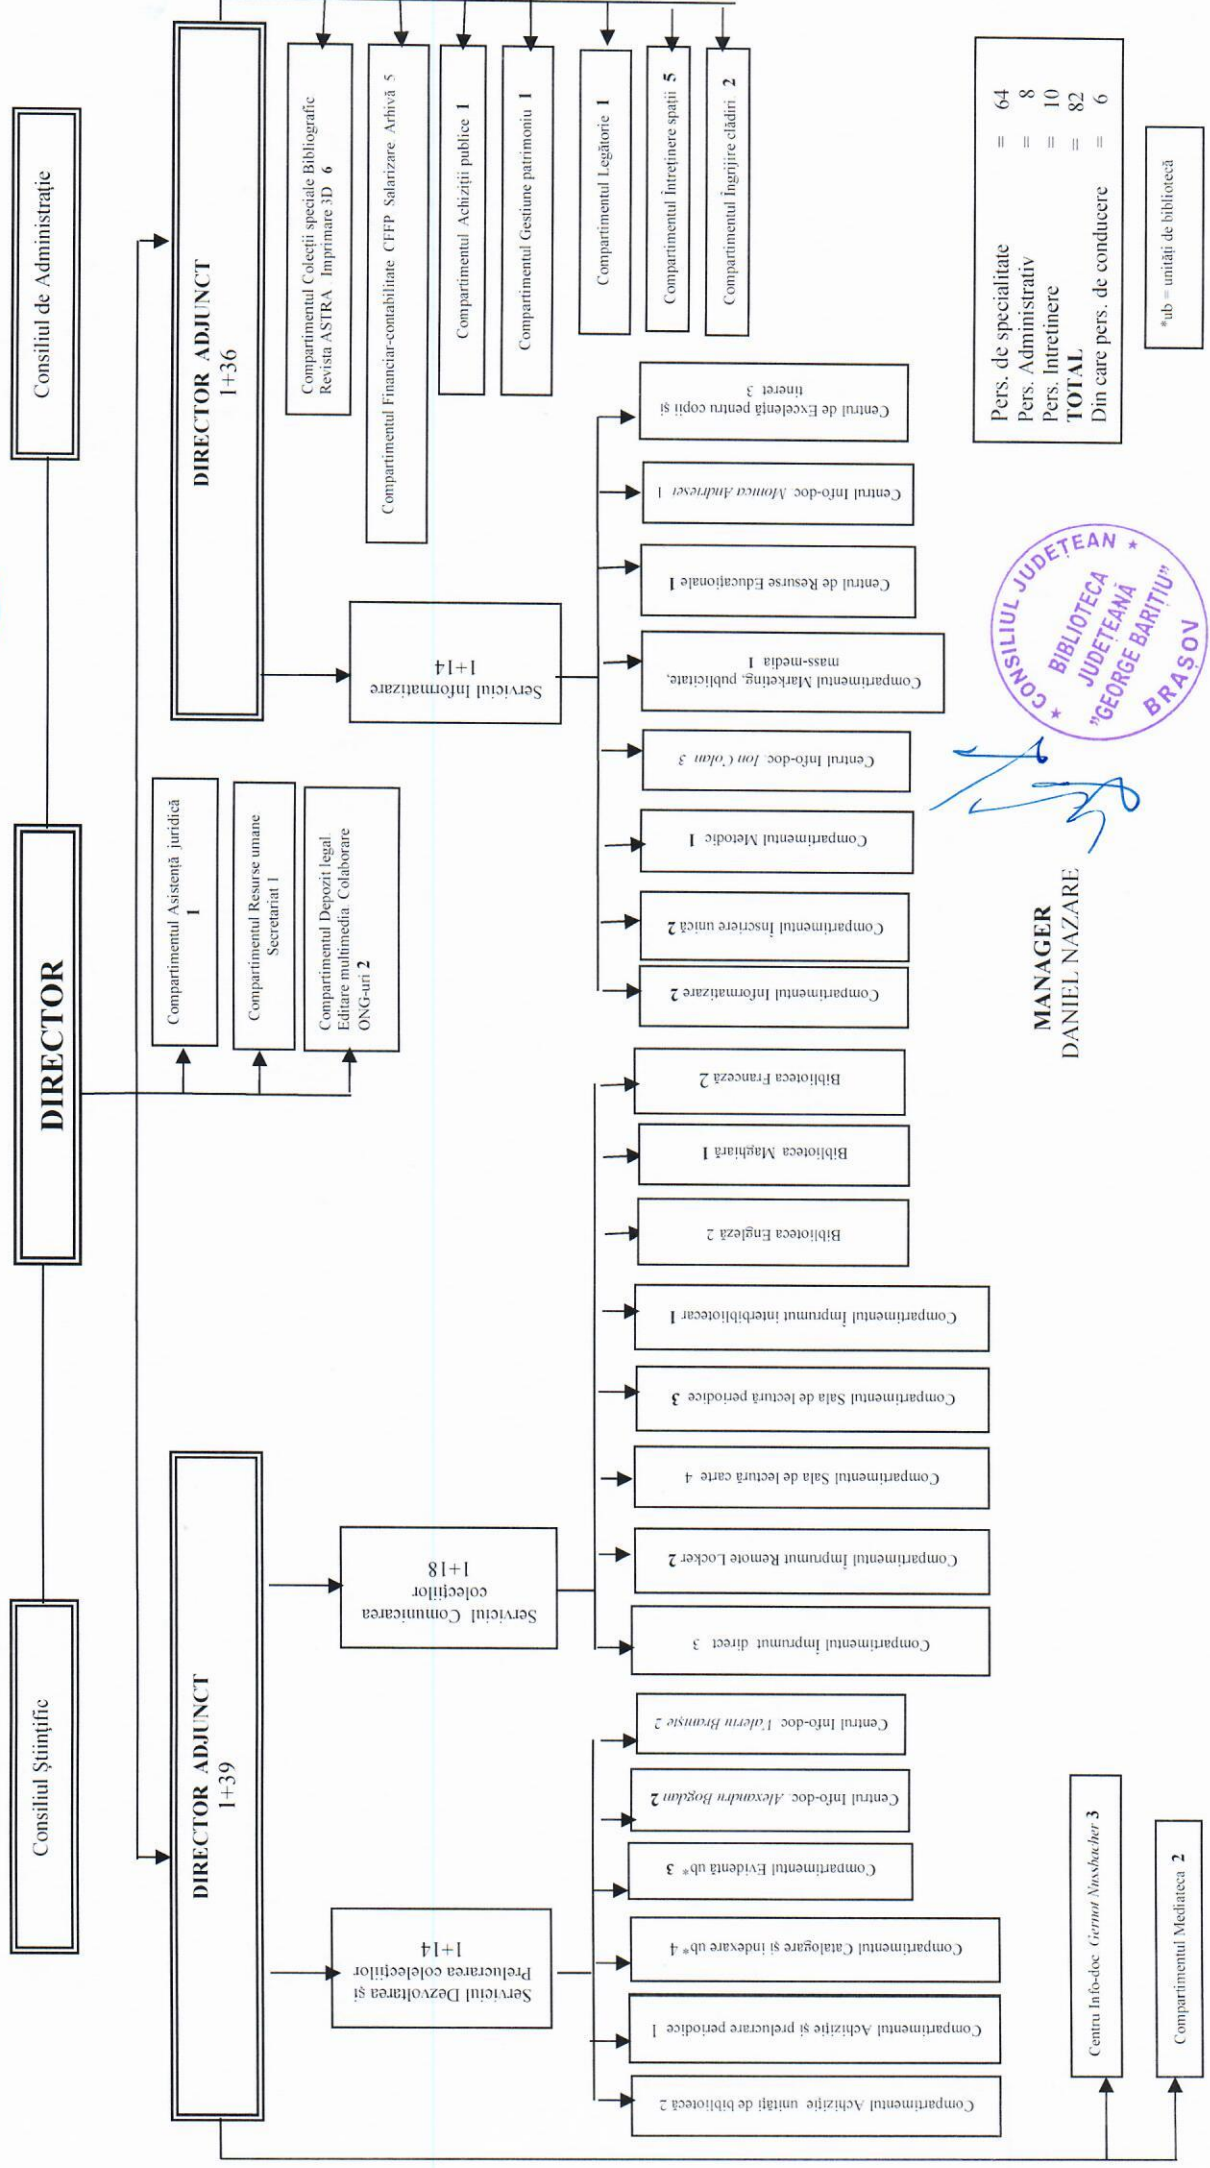 Consiliul Științific
DIRECTOR
Consiliul de Administrație
DIRECTOR ADJUNCT
1+39
DIRECTOR ADJUNCT
1+36
Compartimentul Asistență juridică
1
Compartimentul Resurse umane
Secretariat 1
Compartimentul Depozit legal.
Editare multimedia. Colaborare
ONG-uri 2
Compartimentul Colecții speciale Bibliografic
Revista ASTRA . Imprimare 3D 6
Compartimentul Financiar-contabilitate CFFP Salarizare Arhivă 5
Compartimentul Achiziții publice 1
Compartimentul Gestiune patrimoniu 1
Compartimentul Legătorie 1
Compartimentul Întreținere spații 5
Compartimentul Îngrijire clădiri 2
Serviciul Dezvoltarea și
Prelucrarea colelecțiilor
1+14
Serviciul Comunicarea
colecțiilor
1+18
Serviciul Informatizare
1+14
Compartimentul Achiziție unități de bibliotecă 2
Compartimentul Achiziție și prelucrare periodice 1
Compartimentul Catalogare și indexare ub* 4
Compartimentul Evidentă ub* 3
Centrul Info-doc. Alexandru Bogdan 2
Centrul Info-doc Valeriu Braniște 2
Compartimentul Împrumut direct 3
Compartimentul Împrumut Remote Locker 2
Compartimentul Sala de lectură carte 4
Compartimentul Sala de lectură periodice 3
Compartimentul Împrumut interbibliotecar 1
Biblioteca Engleză 2
Biblioteca Maghiară 1
Biblioteca Franceză 2
Compartimentul Informatizare 2
Compartimentul Înscriere unică 2
Compartimentul Metodic 1
Centrul Info-doc. Ion Colan 3
Compartimentul Marketing, publicitate,
mass-media 1
Centrul de Resurse Educaționale 1
Centrul Info-doc. Monica Andriesei 1
Centrul de Excelență pentru copii și
tineret 3
Centru Info-doc Gernot Nussbacher 3
Compartimentul Mediateca 2
MANAGER
DANIEL NAZARE
★ CONSILIUL JUDEȚEAN ★
BIBLIOTECA
JUDEȚEANĂ
"GEORGE BARIȚIU"
BRAȘOV
Pers. de specialitate = 64
Pers. Administrativ = 8
Pers. Intretinere = 10
TOTAL = 82
Din care pers. de conducere = 6
*ub = unități de bibliotecă